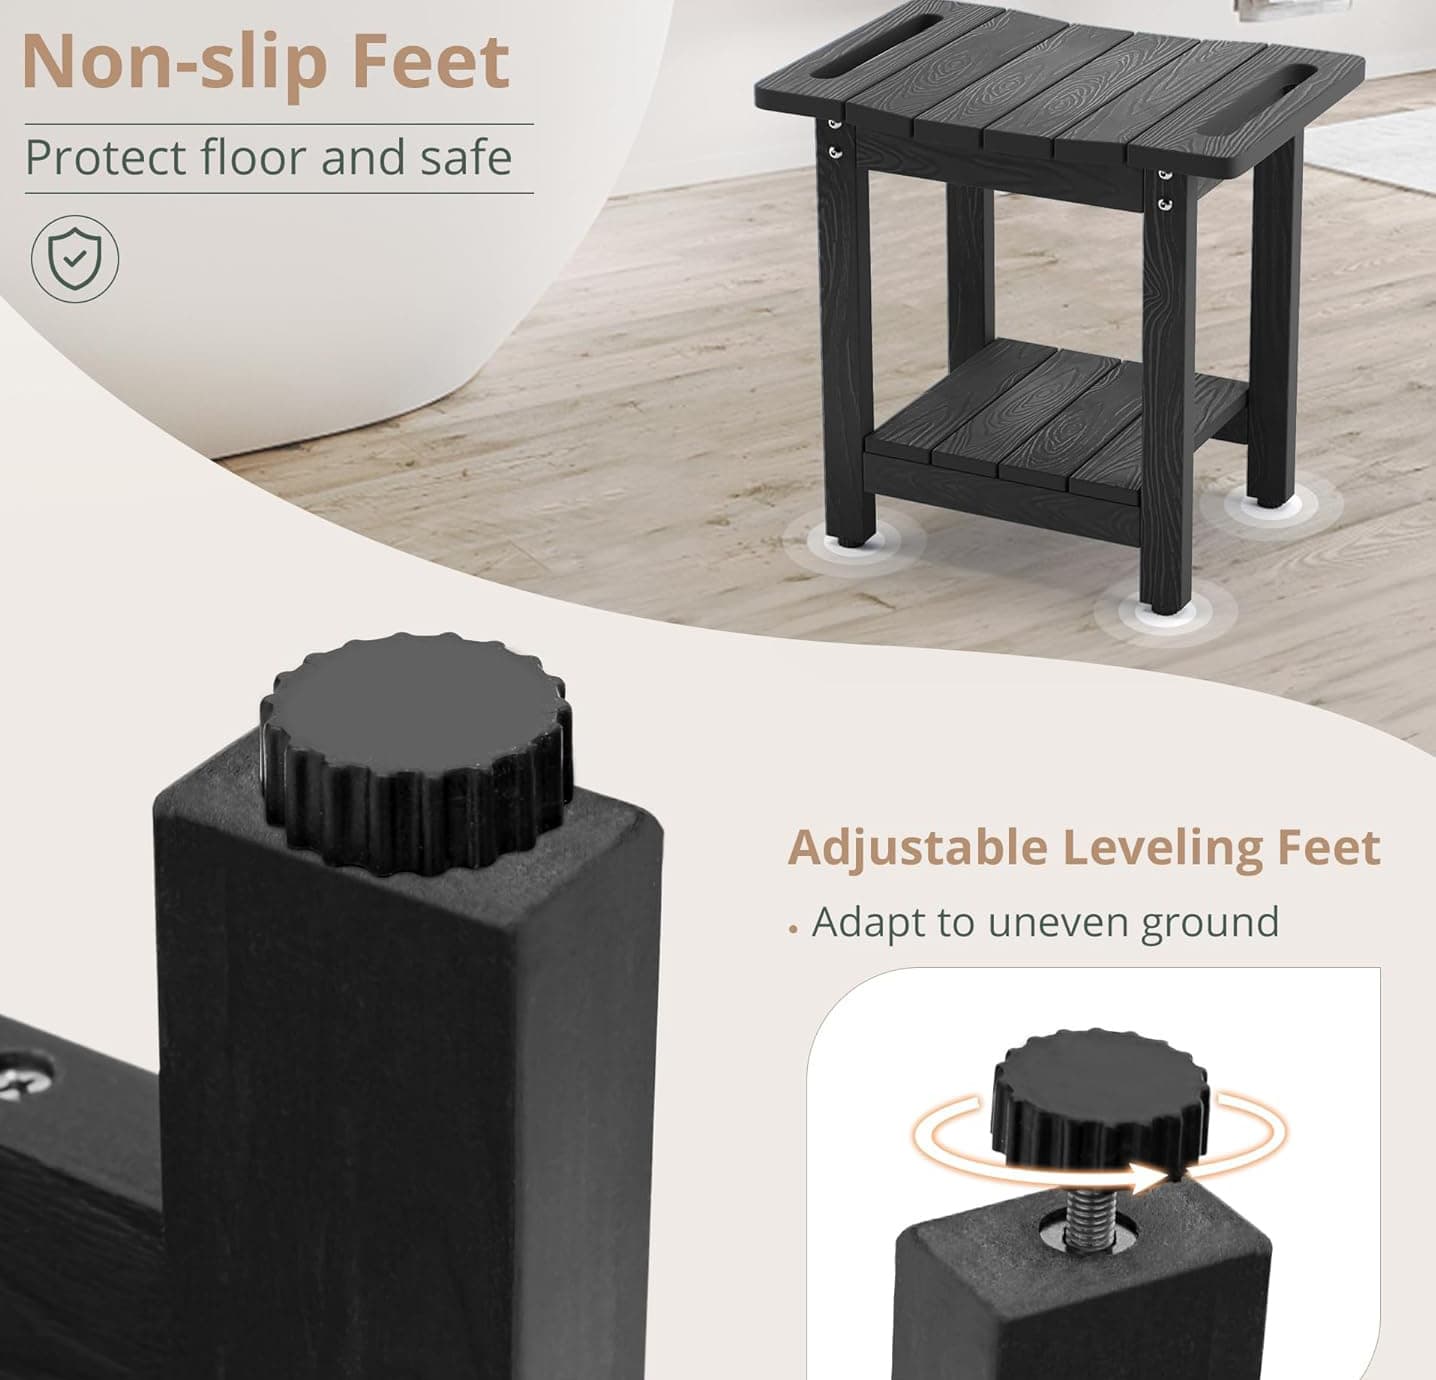 Non-slip Feet
Protect floor and safe
Adjustable Leveling Feet
• Adapt to uneven ground